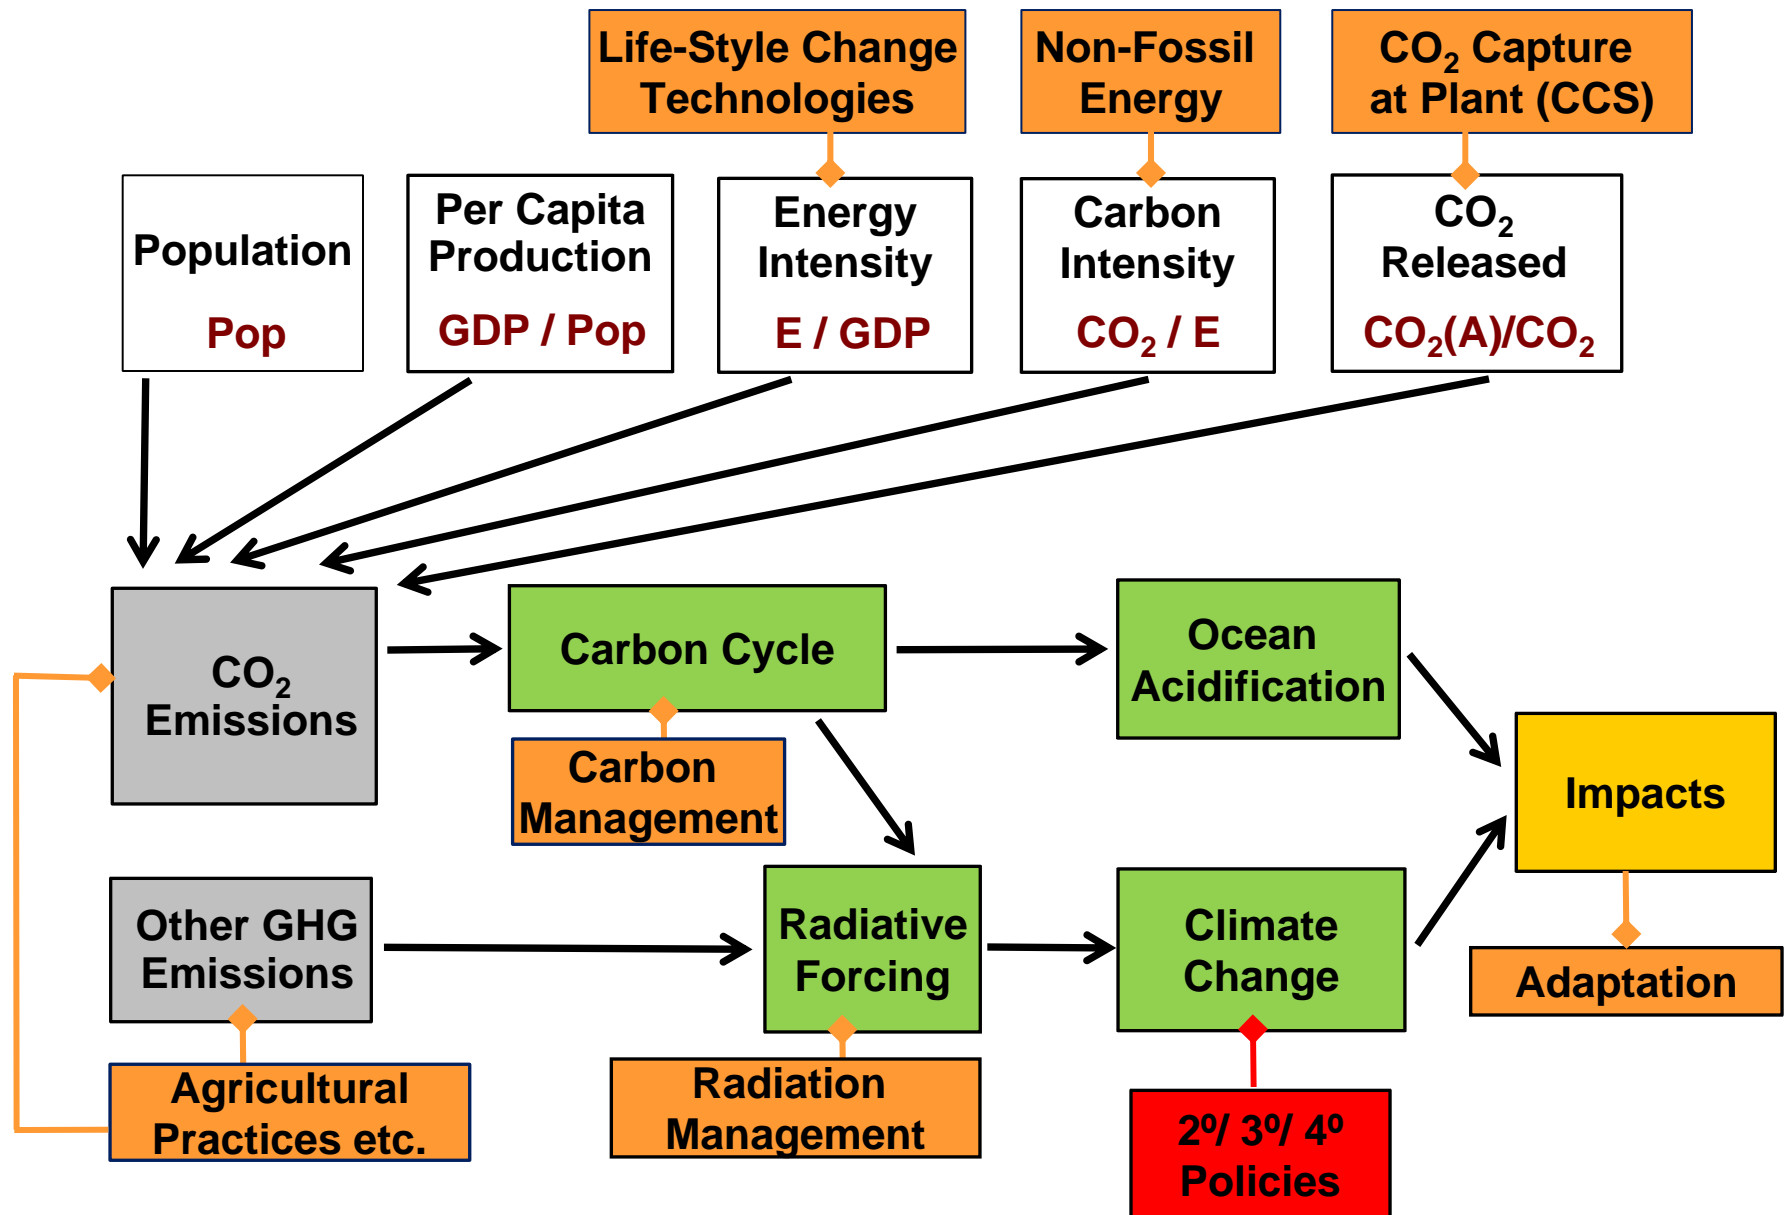 Life-Style Change
Technologies
Non-Fossil
Energy
CO₂ Capture
at Plant (CCS)
Population
Pop
Per Capita
Production
GDP / Pop
Energy
Intensity
E / GDP
Carbon
Intensity
CO₂ / E
CO₂
Released
CO₂(A)/CO₂
CO₂
Emissions
Carbon Cycle
Ocean
Acidification
Carbon
Management
Impacts
Other GHG
Emissions
Radiative
Forcing
Climate
Change
Adaptation
Agricultural
Practices etc.
Radiation
Management
2º/ 3º/ 4º
Policies